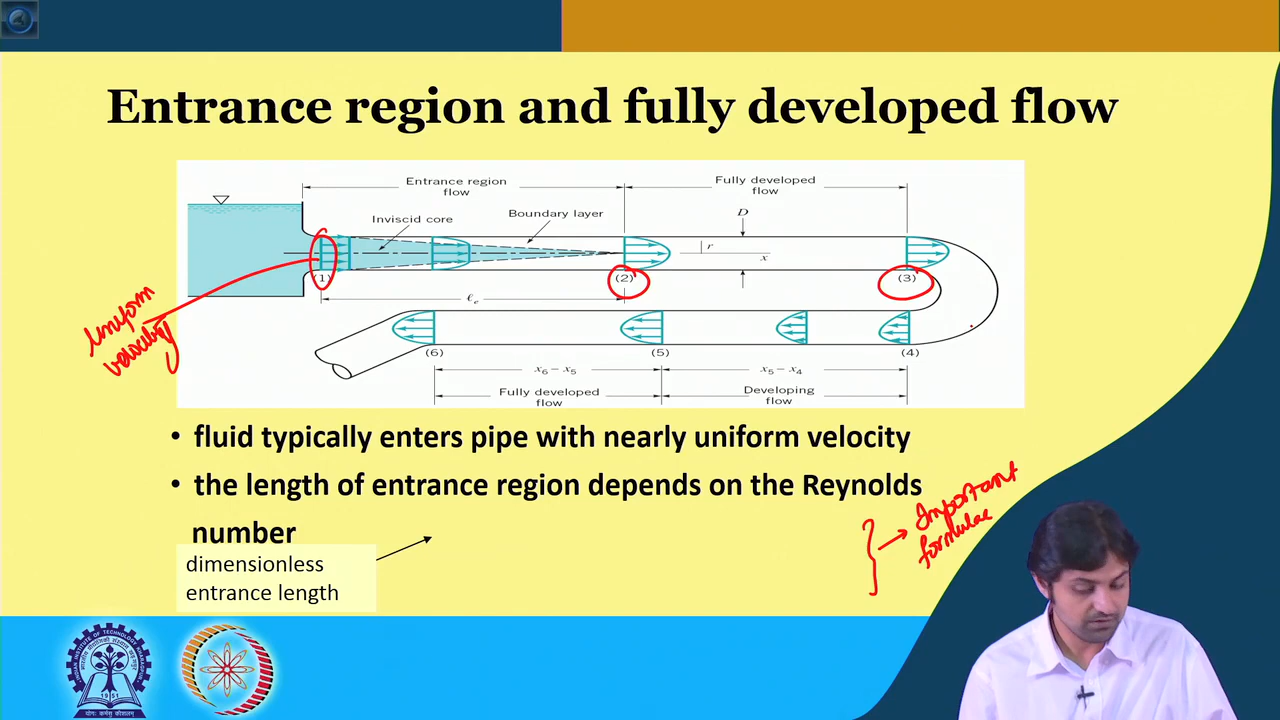 Entrance region and fully developed flow
Entrance region
flow
Fully developed
flow
Inviscid core
Boundary layer
D
r
x
(1)
(2)
(3)
ℓe
Uniform
velocity
(6)
(5)
(4)
x6 – x5
x5 – x4
Fully developed
flow
Developing
flow
• fluid typically enters pipe with nearly uniform velocity
• the length of entrance region depends on the Reynolds
number
dimensionless
entrance length
Important
formulae
1951